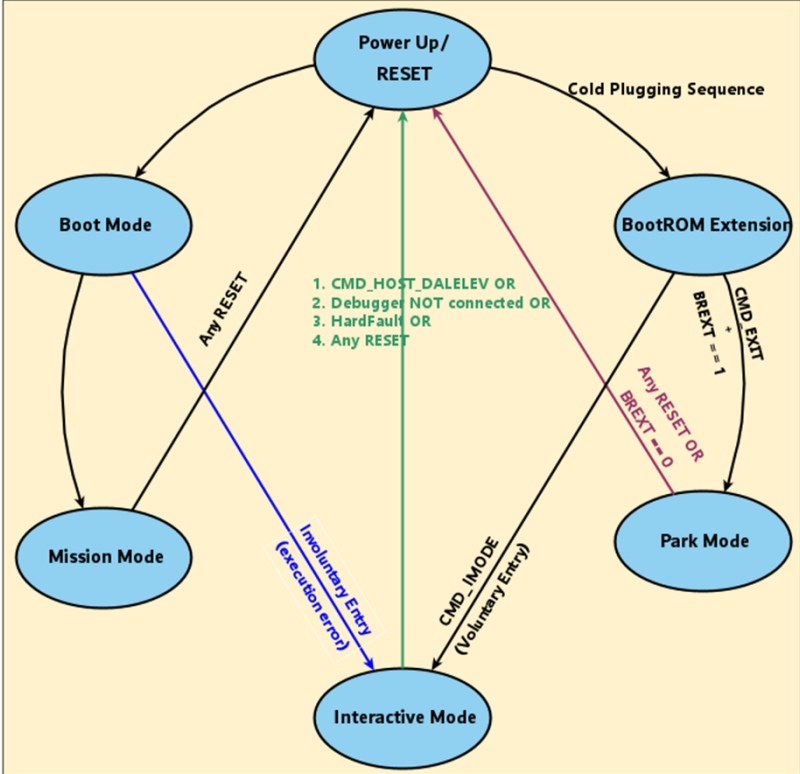 Power Up/
RESET
Cold Plugging Sequence
Boot Mode
BootROM Extension
Any RESET
1. CMD_HOST_DALELEV OR
2. Debugger NOT connected OR
3. HardFault OR
4. Any RESET
CMD_EXIT
+
BREXT == 1
Any RESET OR
BREXT == 0
Mission Mode
Park Mode
Involuntary Entry
(execution error)
CMD_IMODE
(Voluntary Entry)
Interactive Mode